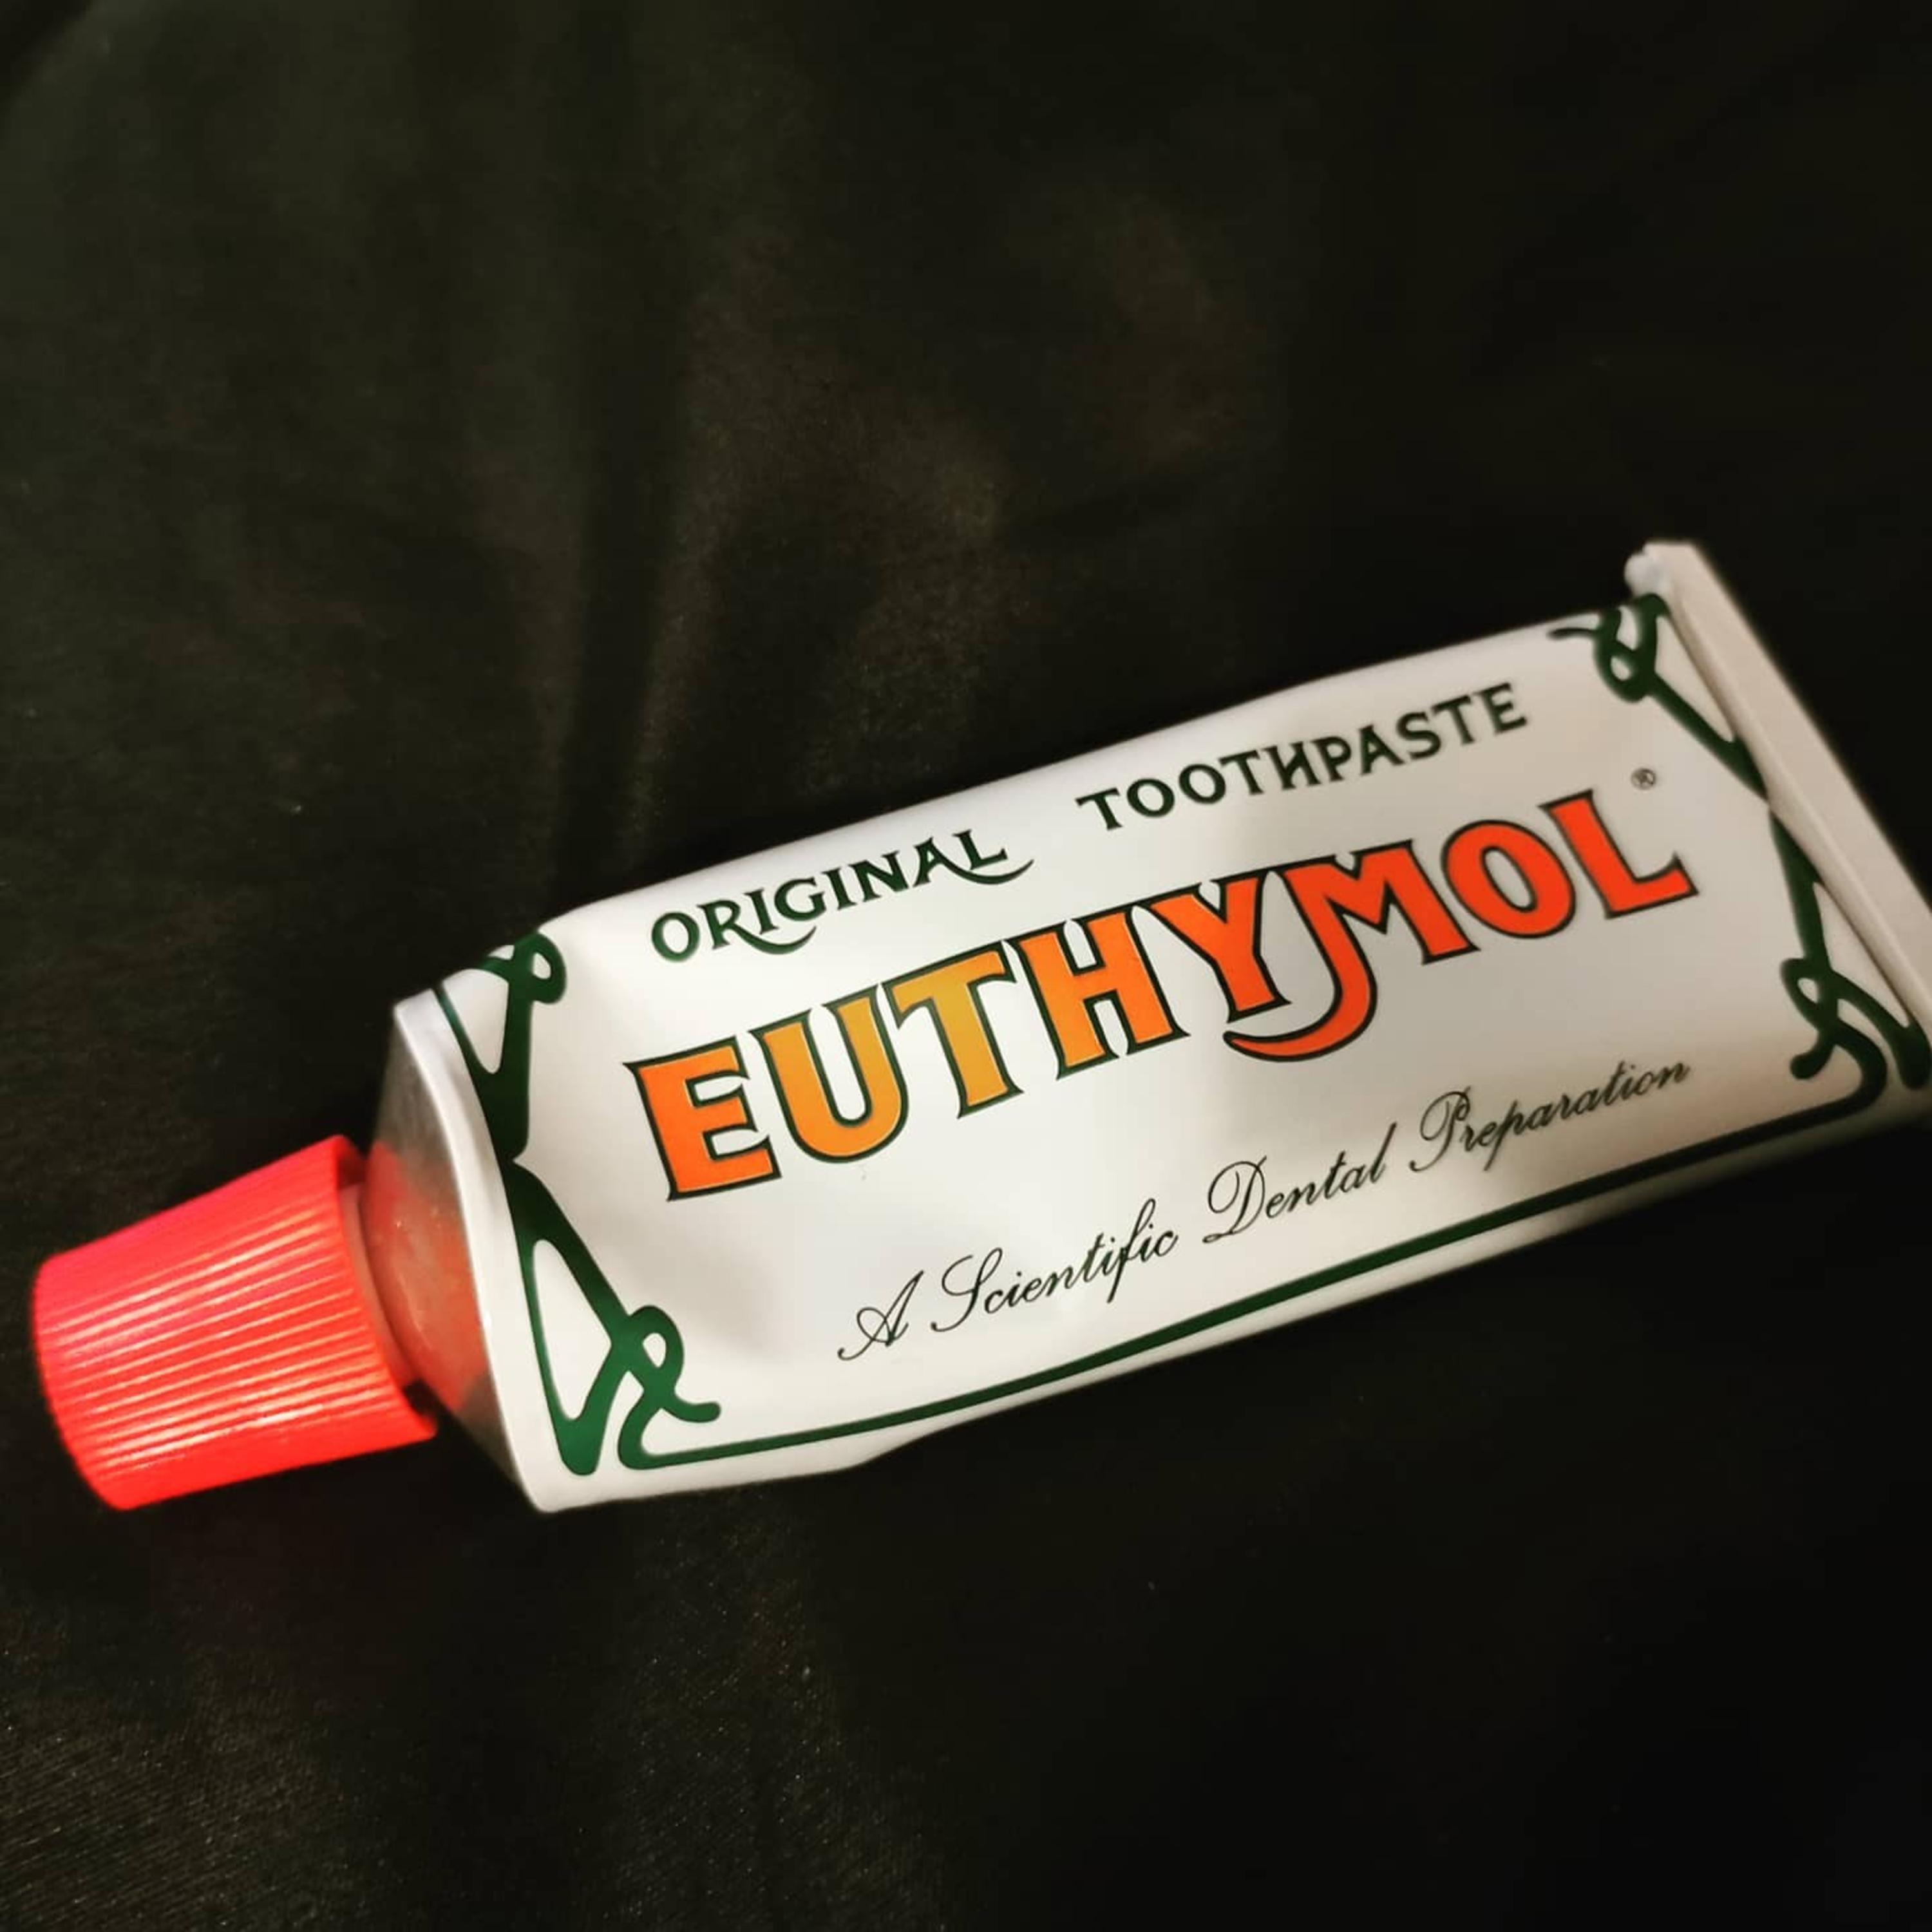 ORIGINAL TOOTHPASTE
EUTHYMOL®
A Scientific Dental Preparation